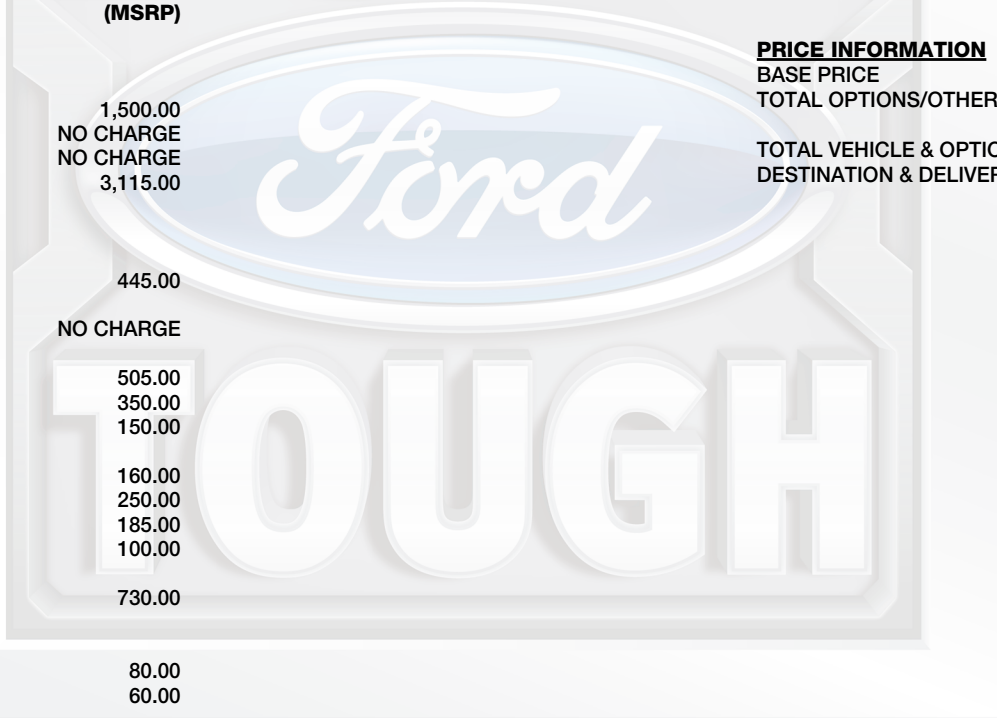 (MSRP)
1,500.00
NO CHARGE
NO CHARGE
3,115.00
445.00
NO CHARGE
505.00
350.00
150.00
160.00
250.00
185.00
100.00
730.00
80.00
60.00
PRICE INFORMATION
BASE PRICE
TOTAL OPTIONS/OTHER
TOTAL VEHICLE & OPTIO
DESTINATION & DELIVER
Ford
TOUGH